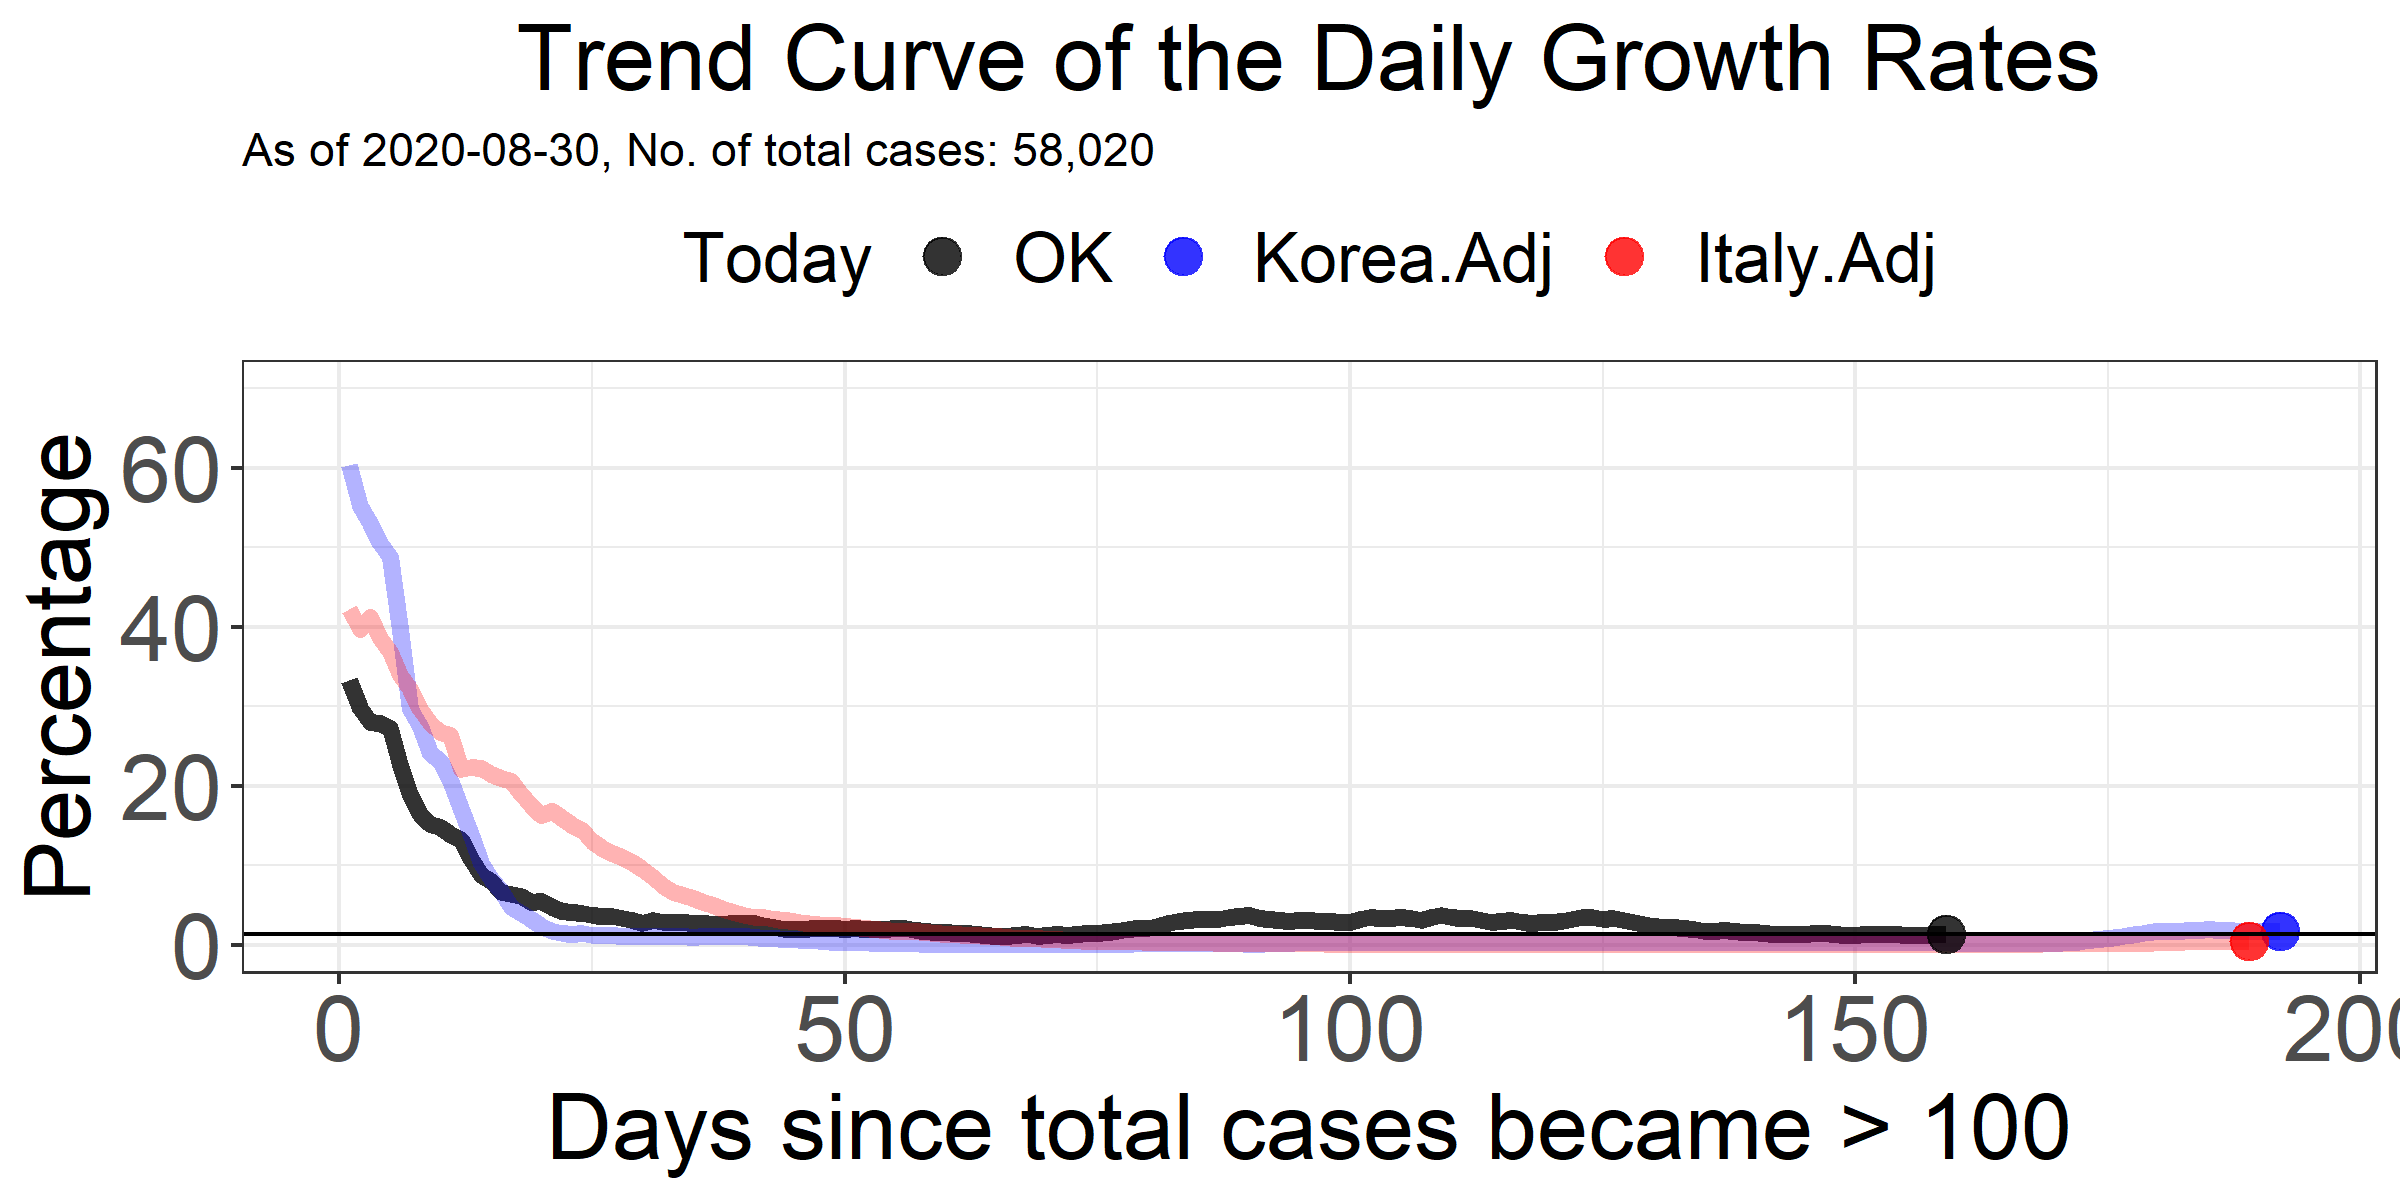 Trend Curve of the Daily Growth Rates
As of 2020-08-30, No. of total cases: 58,020
Today OK Korea.Adj Italy.Adj
Percentage
60
40
20
0
0 50 100 150 200
Days since total cases became > 100